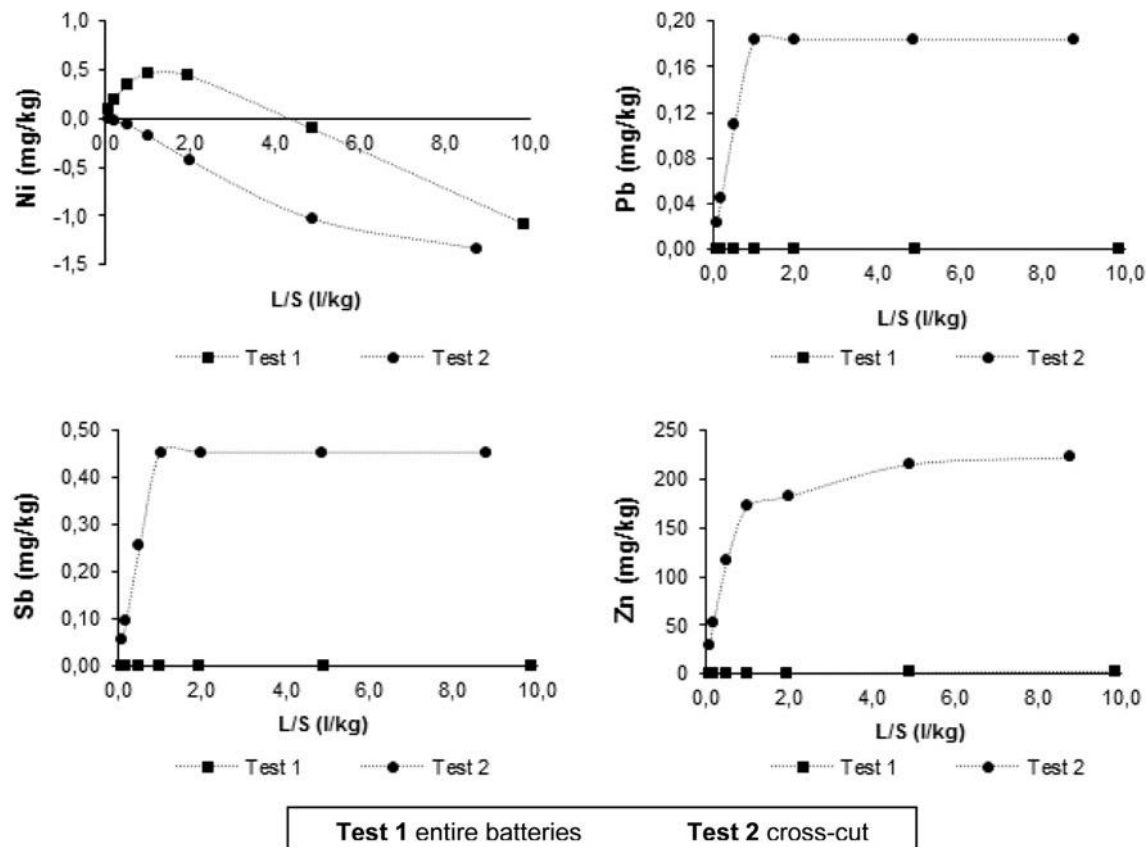 Ni (mg/kg)
1,0
0,5
0,0
-0,5
-1,0
-1,5
0,0 2,0 4,0 6,0 8,0 10,0
L/S (l/kg)
Test 1 Test 2
Pb (mg/kg)
0,20
0,16
0,12
0,08
0,04
0,00
0,0 2,0 4,0 6,0 8,0 10,0
L/S (l/kg)
Test 1 Test 2
Sb (mg/kg)
0,50
0,40
0,30
0,20
0,10
0,00
0,0 2,0 4,0 6,0 8,0 10,0
L/S (l/kg)
Test 1 Test 2
Zn (mg/kg)
250
200
150
100
50
0
0,0 2,0 4,0 6,0 8,0 10,0
L/S (l/kg)
Test 1 Test 2
Test 1 entire batteries Test 2 cross-cut